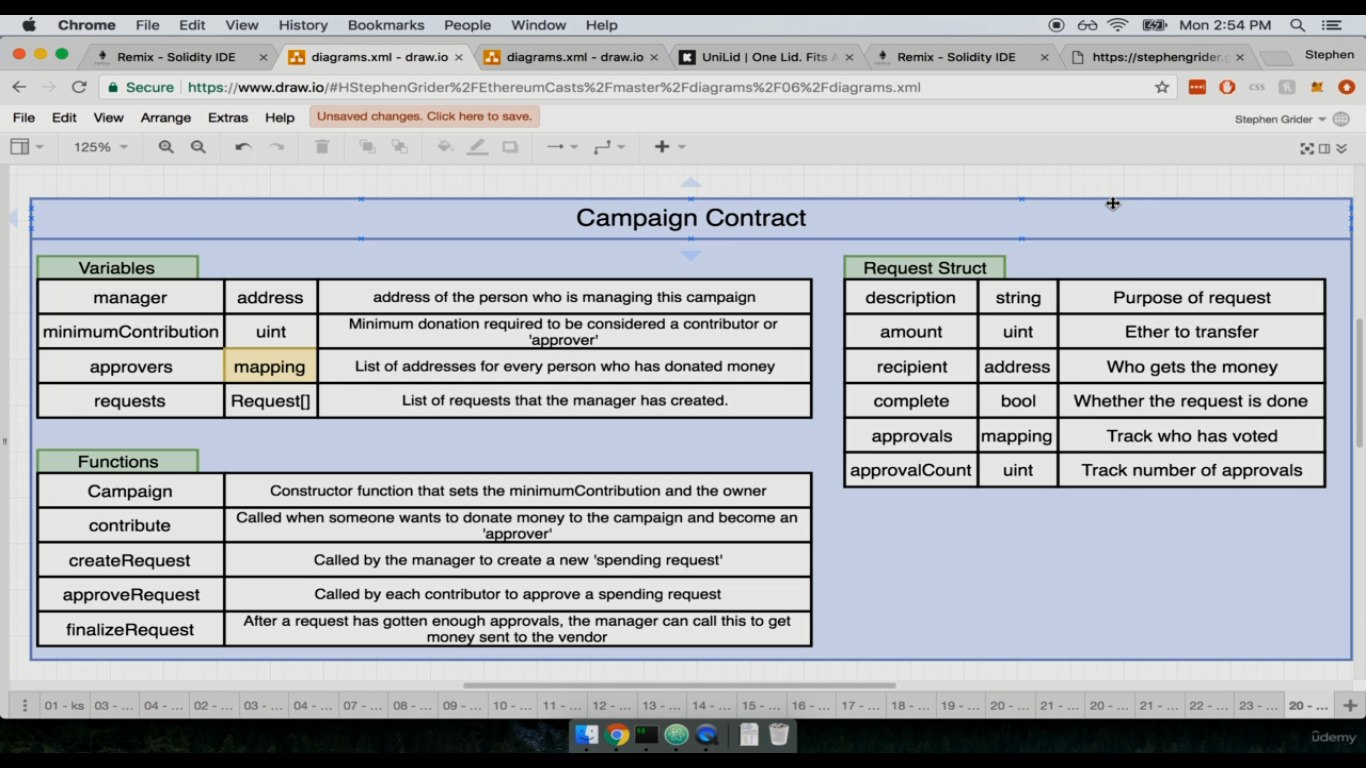 Chrome File Edit View History Bookmarks People Window Help Mon 2:54 PM
Remix - Solidity IDE diagrams.xml - draw.io diagrams.xml - draw.io UniLid | One Lid. Fits A Remix - Solidity IDE https://stephengrider.g Stephen
Secure https://www.draw.io/#HStephenGrider%2FEthereumCasts%2Fmaster%2Fdiagrams%2F06%2Fdiagrams.xml CSS
File Edit View Arrange Extras Help Unsaved changes. Click here to save. Stephen Grider
125%
Campaign Contract
Variables
manager address address of the person who is managing this campaign
minimumContribution uint Minimum donation required to be considered a contributor or
'approver'
approvers mapping List of addresses for every person who has donated money
requests Request[] List of requests that the manager has created.
Functions
Campaign Constructor function that sets the minimumContribution and the owner
contribute Called when someone wants to donate money to the campaign and become an
'approver'
createRequest Called by the manager to create a new 'spending request'
approveRequest Called by each contributor to approve a spending request
finalizeRequest After a request has gotten enough approvals, the manager can call this to get
money sent to the vendor
Request Struct
description string Purpose of request
amount uint Ether to transfer
recipient address Who gets the money
complete bool Whether the request is done
approvals mapping Track who has voted
approvalCount uint Track number of approvals
01 - ks 03 - ... 04 - ... 02 - ... 03 - ... 04 - ... 07 - ... 08 - ... 09 - ... 10 - ... 11 - ... 12 - ... 13 - ... 14 - ... 15 - ... 16 - ... 17 - ... 18 - ... 19 - ... 20 - ... 21 - ... 20 - ... 21 - ... 22 - ... 23 - ... 20 - ...
ûdemy